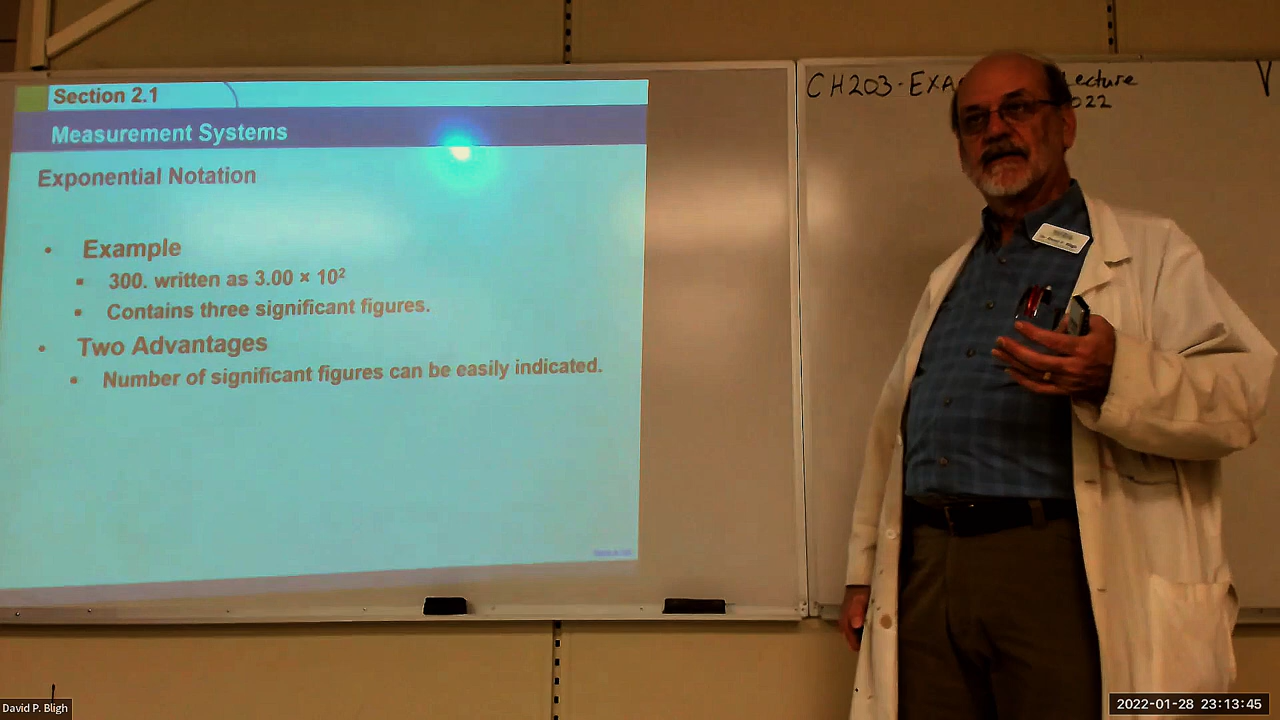 Section 2.1
Measurement Systems
Exponential Notation
• Example
▪ 300. written as 3.00 × 10²
• Contains three significant figures.
• Two Advantages
• Number of significant figures can be easily indicated.
CH203-EXA Lecture
022
V
David P. Bligh
2022-01-28 23:13:45